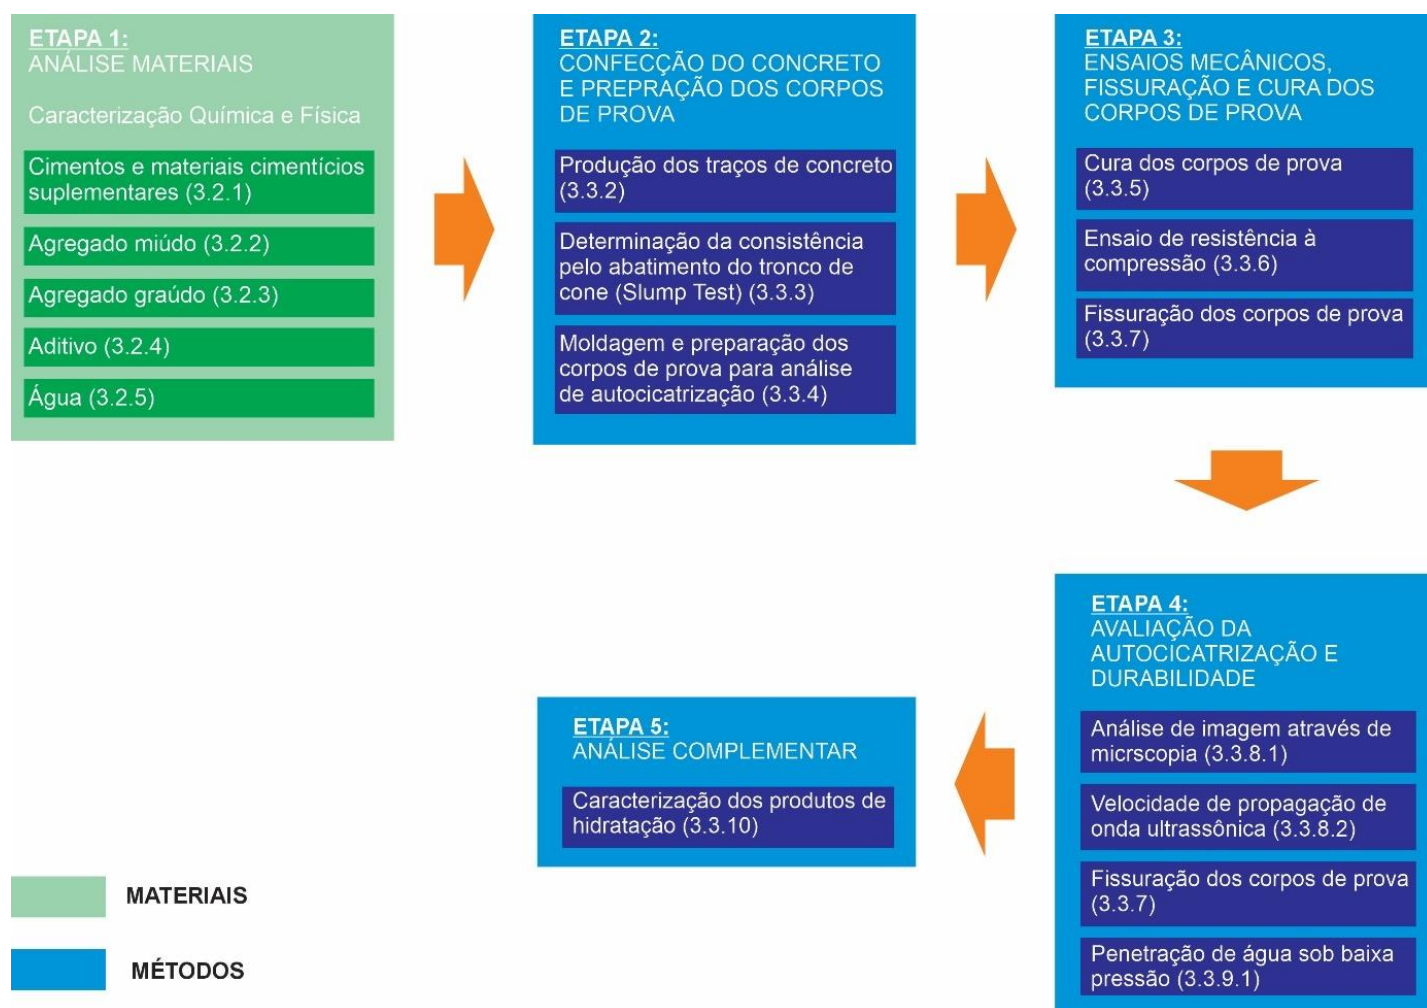 ETAPA 1:
ANÁLISE MATERIAIS
Caracterização Química e Física
Cimentos e materiais cimentícios
suplementares (3.2.1)
Agregado miúdo (3.2.2)
Agregado graúdo (3.2.3)
Aditivo (3.2.4)
Água (3.2.5)
ETAPA 2:
CONFECÇÃO DO CONCRETO
E PREPRAÇÃO DOS CORPOS
DE PROVA
Produção dos traços de concreto
(3.3.2)
Determinação da consistência
pelo abatimento do tronco de
cone (Slump Test) (3.3.3)
Moldagem e preparação dos
corpos de prova para análise
de autocicatrização (3.3.4)
ETAPA 3:
ENSAIOS MECÂNICOS,
FISSURAÇÃO E CURA DOS
CORPOS DE PROVA
Cura dos corpos de prova
(3.3.5)
Ensaio de resistência à
compressão (3.3.6)
Fissuração dos corpos de prova
(3.3.7)
ETAPA 4:
AVALIAÇÃO DA
AUTOCICATRIZAÇÃO E
DURABILIDADE
Análise de imagem através de
micrscopia (3.3.8.1)
Velocidade de propagação de
onda ultrassônica (3.3.8.2)
Fissuração dos corpos de prova
(3.3.7)
Penetração de água sob baixa
pressão (3.3.9.1)
ETAPA 5:
ANÁLISE COMPLEMENTAR
Caracterização dos produtos de
hidratação (3.3.10)
MATERIAIS
MÉTODOS